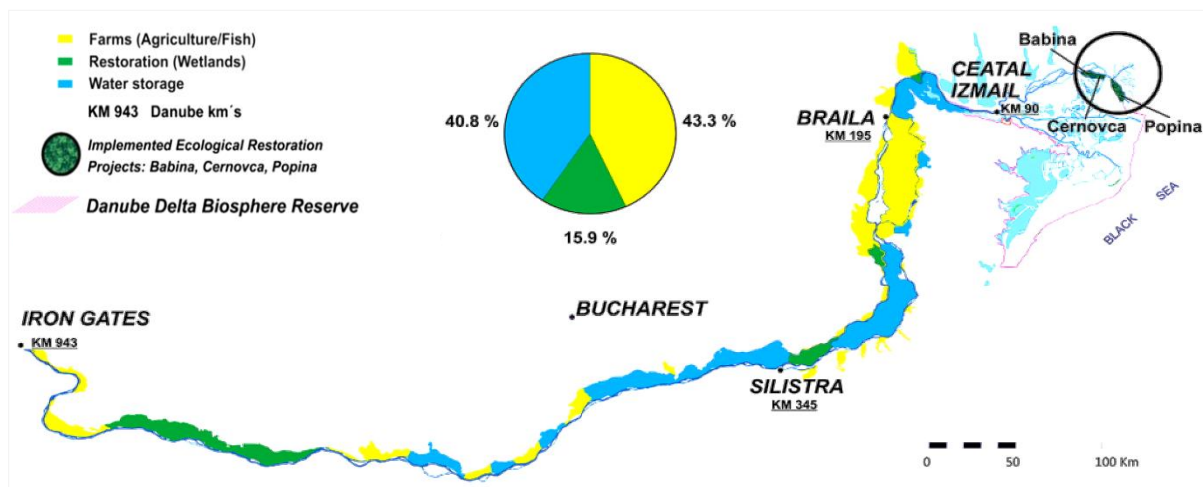 Farms (Agriculture/Fish)
Restoration (Wetlands)
Water storage
KM 943 Danube km´s
Implemented Ecological Restoration
Projects: Babina, Cernovca, Popina
Danube Delta Biosphere Reserve
40.8 %
43.3 %
15.9 %
Babina
CEATAL
IZMAIL
KM 90
Cernovca
Popina
BRAILA
KM 195
BLACK SEA
BUCHAREST
IRON GATES
KM 943
SILISTRA
KM 345
0 50 100 Km